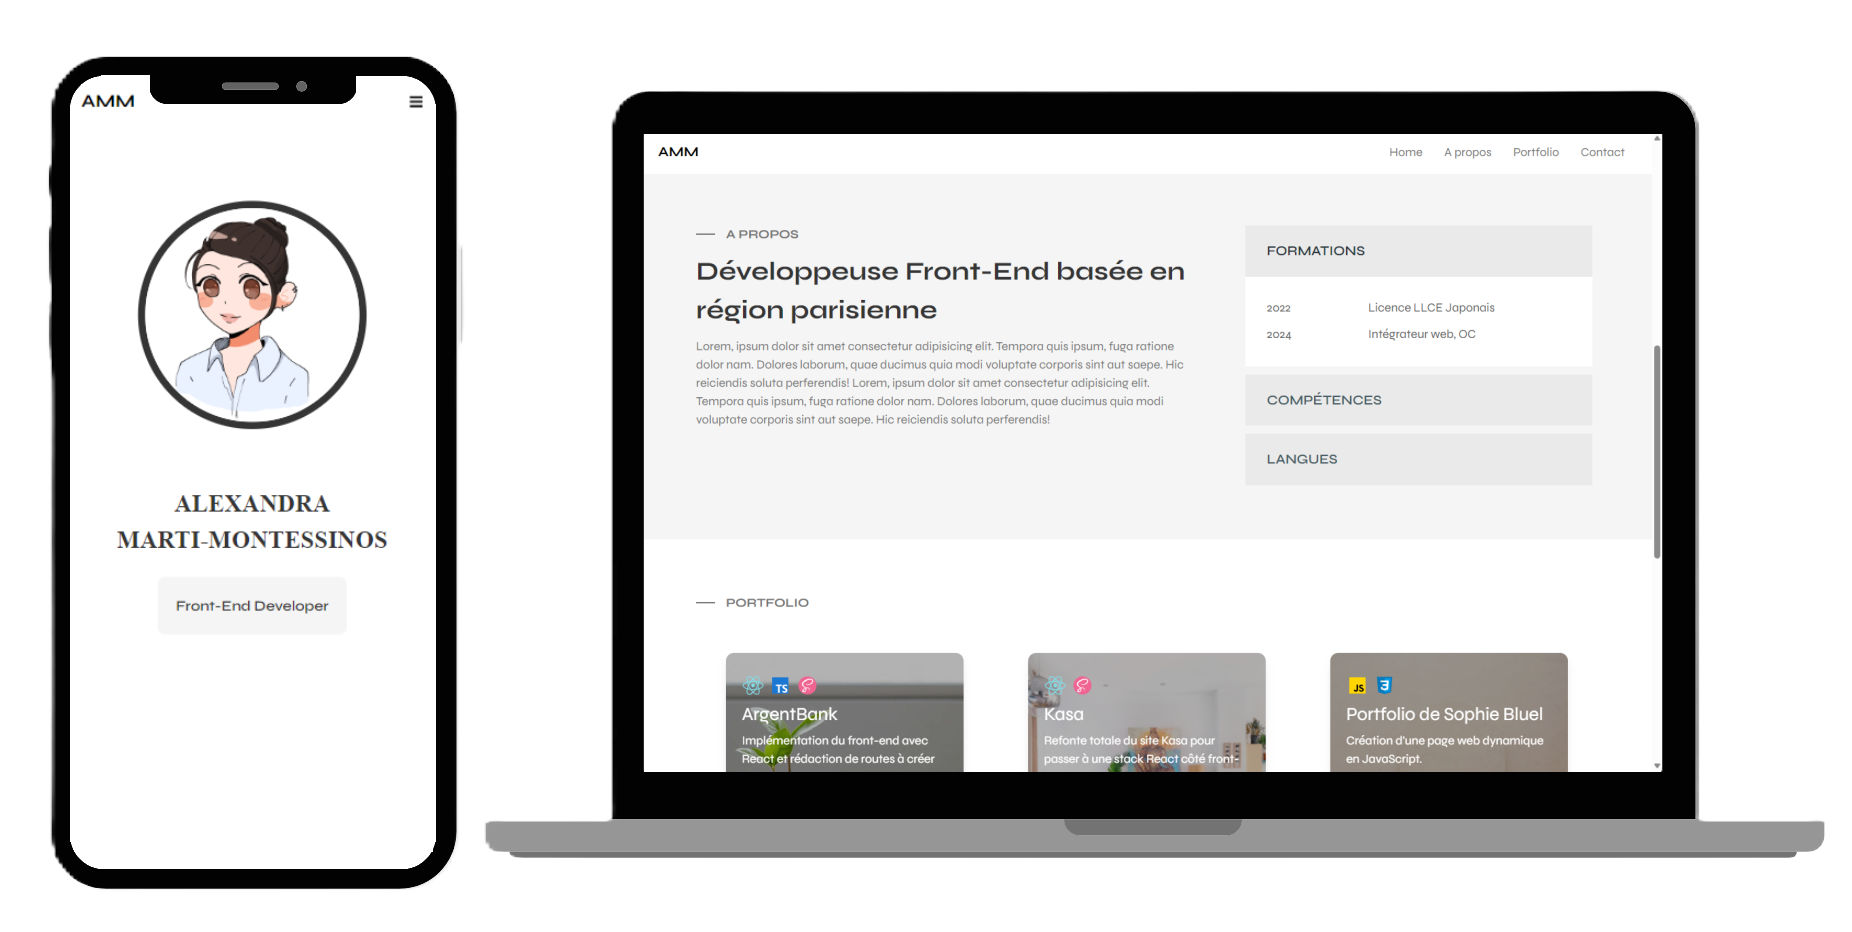 AMM
ALEXANDRA
MARTI-MONTESSINOS
Front-End Developer
AMM
Home A propos Portfolio Contact
A PROPOS
Développeuse Front-End basée en
région parisienne
Lorem, ipsum dolor sit amet consectetur adipisicing elit. Tempora quis ipsum, fuga ratione
dolor nam. Dolores laborum, quae ducimus quia modi voluptate corporis sint aut saepe. Hic
reiciendis soluta perferendis! Lorem, ipsum dolor sit amet consectetur adipisicing elit.
Tempora quis ipsum, fuga ratione dolor nam. Dolores laborum, quae ducimus quia modi
voluptate corporis sint aut saepe. Hic reiciendis soluta perferendis!
FORMATIONS
2022 Licence LLCE Japonais
2024 Intégrateur web, OC
COMPÉTENCES
LANGUES
PORTFOLIO
TS
ArgentBank
Implémentation du front-end avec
React et rédaction de routes à créer
Kasa
Refonte totale du site Kasa pour
passer à une stack React côté front-
JS 3
Portfolio de Sophie Bluel
Création d'une page web dynamique
en JavaScript.